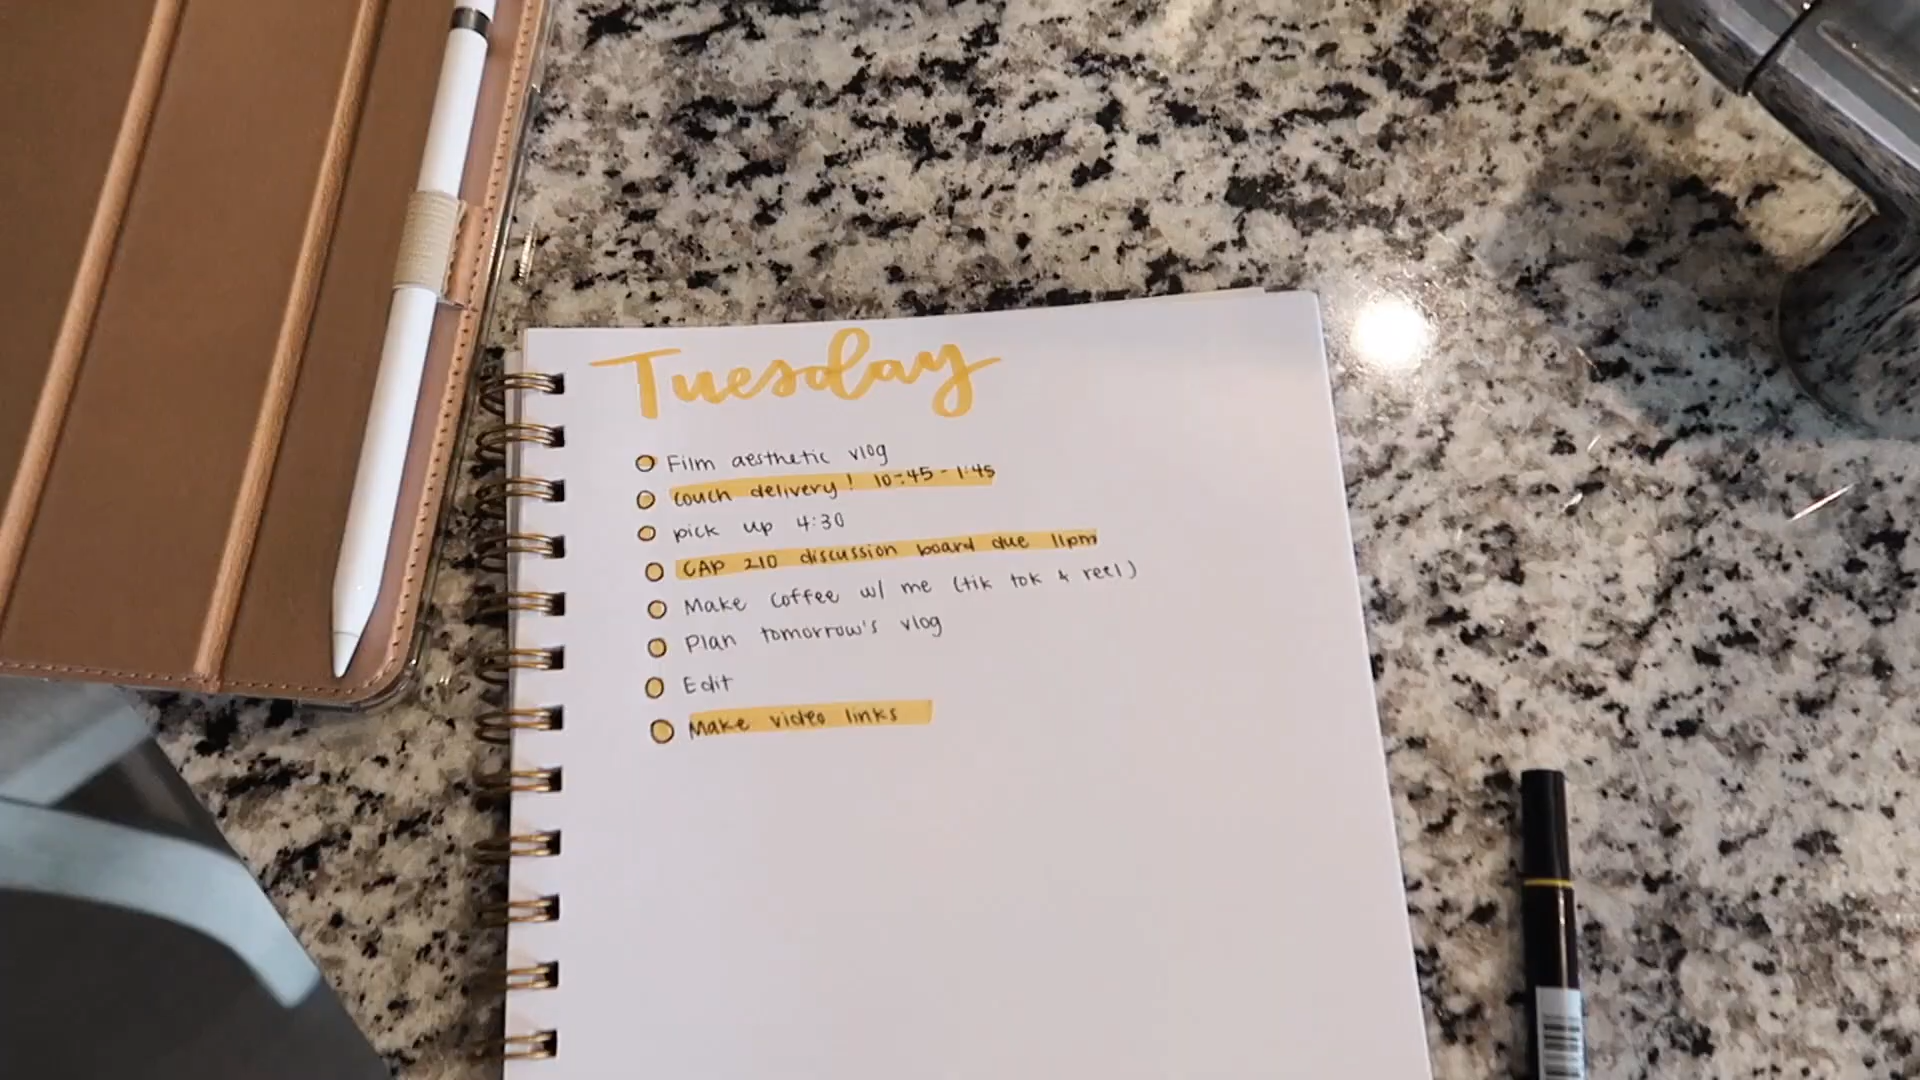 Tuesday
Film aesthetic vlog
couch delivery! 10:45 - 1:45
pick up 4:30
CAP 210 discussion board due 11pm
Make coffee w/ me (tik tok & reel)
Plan tomorrow's vlog
Edit
Make video links